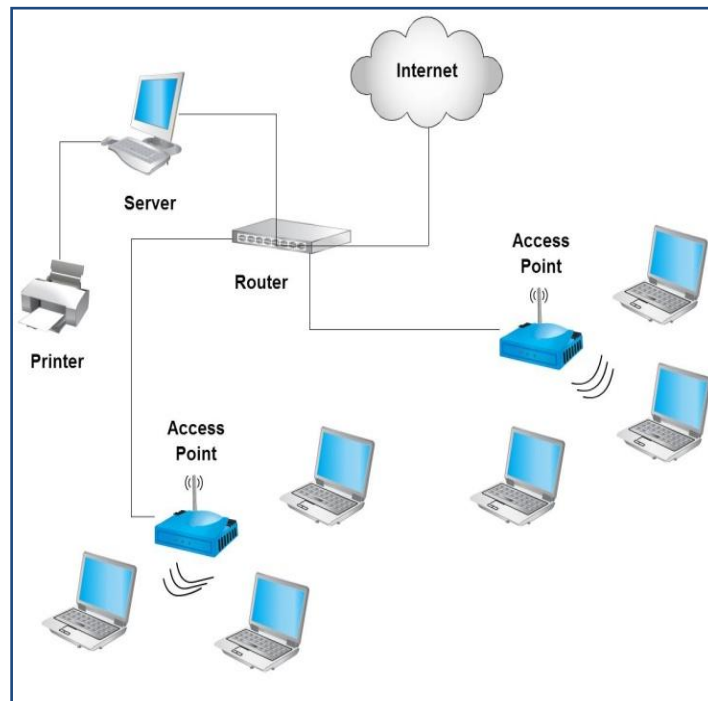 Internet
Server
Router
Access
Point
Printer
Access
Point